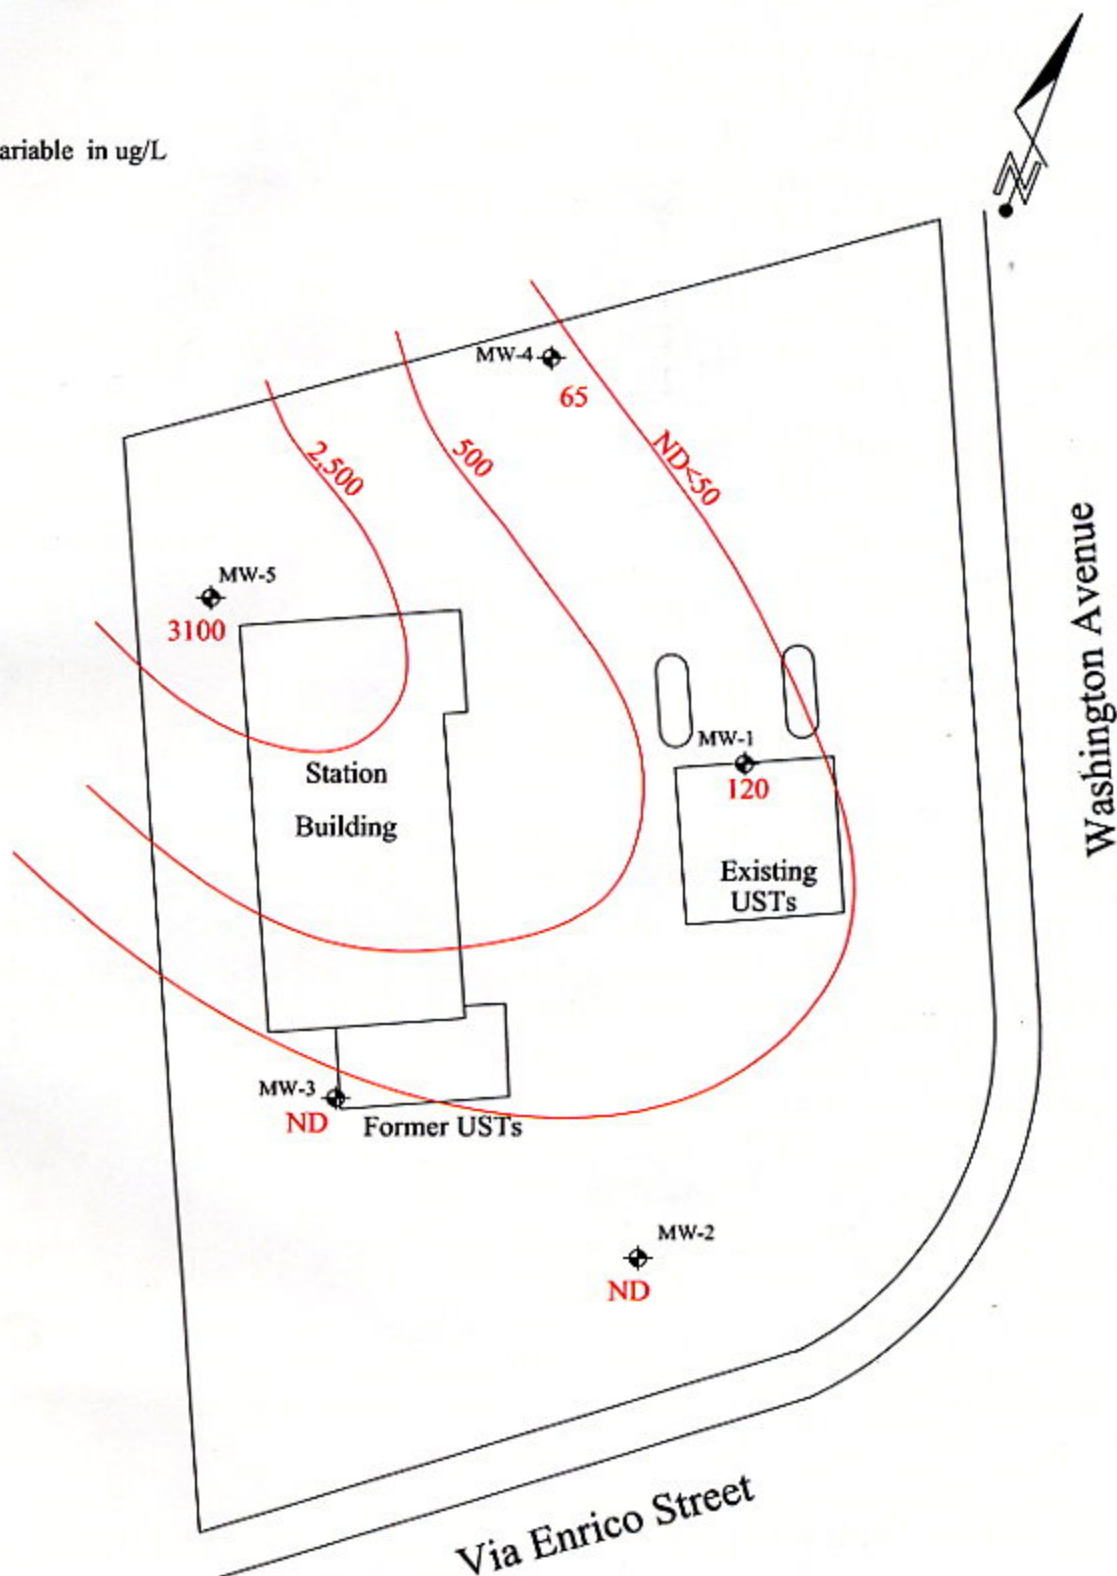 ariable in ug/L
N
MW-4
65
2,500
500
ND<50
MW-5
3100
Washington Avenue
MW-1
120
Station
Building
Existing
USTs
MW-3
ND
Former USTs
MW-2
ND
Via Enrico Street